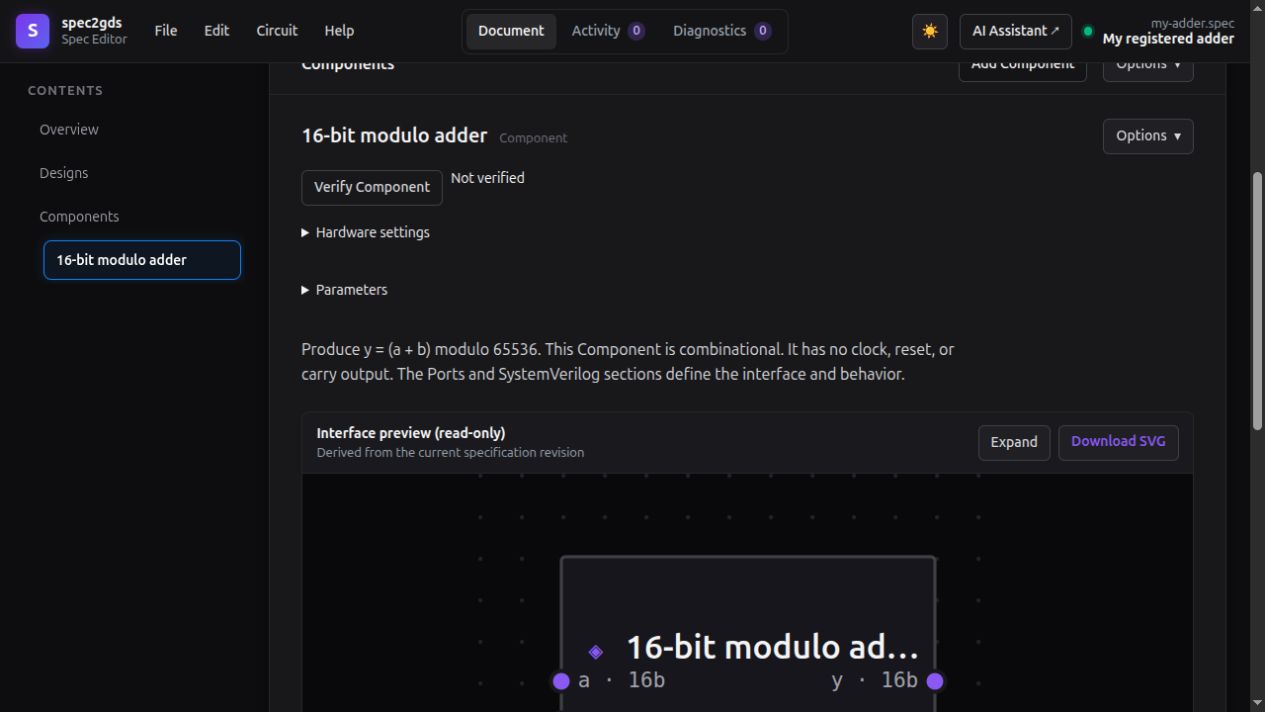 S
spec2gds
Spec Editor
File
Edit
Circuit
Help
Document
Activity 0
Diagnostics 0
☀
AI Assistant ↗
my-adder.spec
My registered adder
CONTENTS
Overview
Designs
Components
16-bit modulo adder
Components
Add Component
Options ▾
16-bit modulo adder Component
Options ▾
Verify Component
Not verified
▶ Hardware settings
▶ Parameters
Produce y = (a + b) modulo 65536. This Component is combinational. It has no clock, reset, or
carry output. The Ports and SystemVerilog sections define the interface and behavior.
Interface preview (read-only)
Derived from the current specification revision
Expand
Download SVG
◈ 16-bit modulo ad…
a · 16b
y · 16b